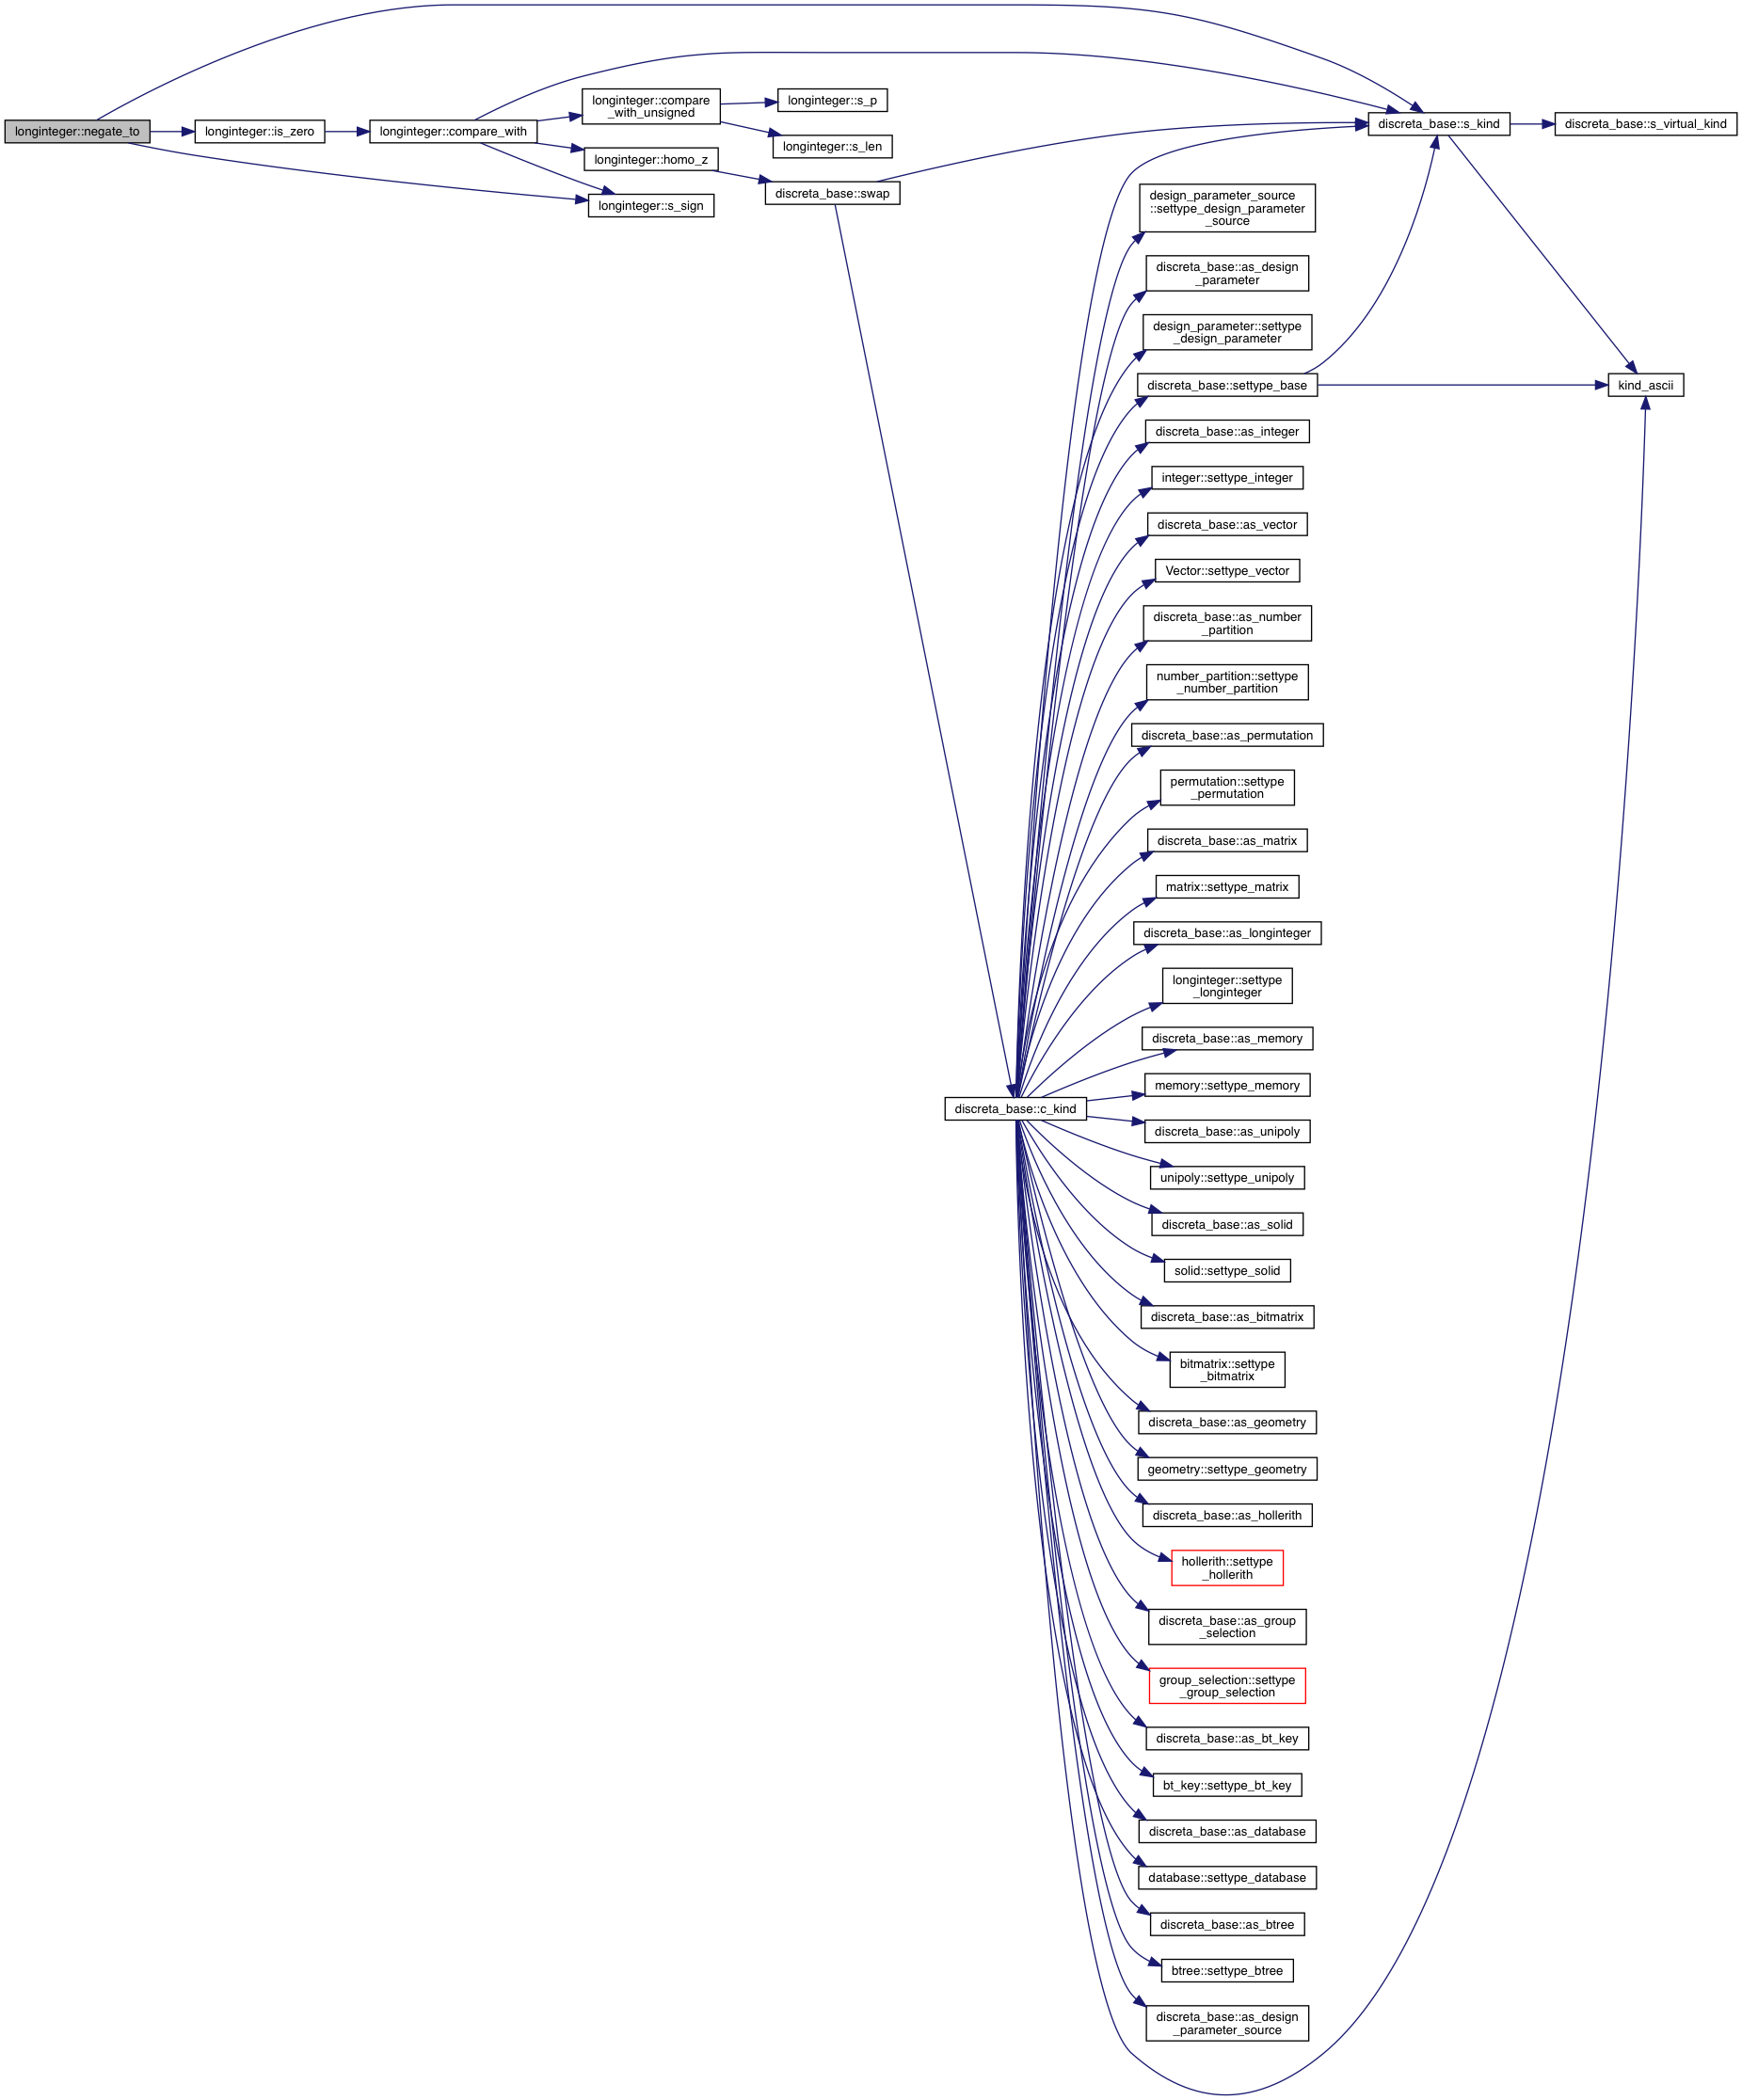 longinteger::negate_to
longinteger::is_zero
longinteger::compare_with
longinteger::compare
_with_unsigned
longinteger::s_p
longinteger::s_len
longinteger::homo_z
longinteger::s_sign
discreta_base::swap
discreta_base::s_kind
discreta_base::s_virtual_kind
design_parameter_source
::settype_design_parameter
_source
discreta_base::as_design
_parameter
design_parameter::settype
_design_parameter
discreta_base::settype_base
kind_ascii
discreta_base::as_integer
integer::settype_integer
discreta_base::as_vector
Vector::settype_vector
discreta_base::as_number
_partition
number_partition::settype
_number_partition
discreta_base::as_permutation
permutation::settype
_permutation
discreta_base::as_matrix
matrix::settype_matrix
discreta_base::as_longinteger
longinteger::settype
_longinteger
discreta_base::as_memory
memory::settype_memory
discreta_base::c_kind
discreta_base::as_unipoly
unipoly::settype_unipoly
discreta_base::as_solid
solid::settype_solid
discreta_base::as_bitmatrix
bitmatrix::settype
_bitmatrix
discreta_base::as_geometry
geometry::settype_geometry
discreta_base::as_hollerith
hollerith::settype
_hollerith
discreta_base::as_group
_selection
group_selection::settype
_group_selection
discreta_base::as_bt_key
bt_key::settype_bt_key
discreta_base::as_database
database::settype_database
discreta_base::as_btree
btree::settype_btree
discreta_base::as_design
_parameter_source